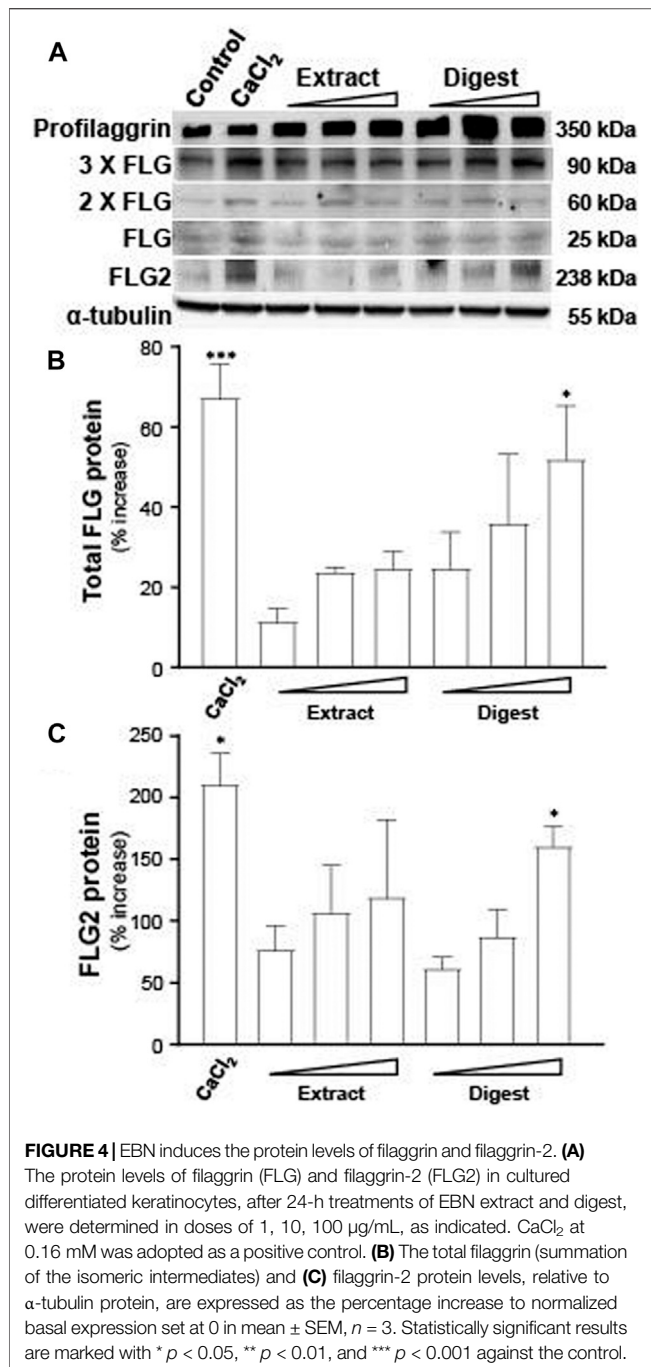 A
Control CaCl₂ Extract Digest
Profilaggrin 350 kDa
3 X FLG 90 kDa
2 X FLG 60 kDa
FLG 25 kDa
FLG2 238 kDa
α-tubulin 55 kDa
B
Total FLG protein
(% increase)
80
60
40
20
0
***
*
CaCl₂ Extract Digest
C
FLG2 protein
(% increase)
250
200
150
100
50
0
*
*
CaCl₂ Extract Digest
FIGURE 4 | EBN induces the protein levels of filaggrin and filaggrin-2. (A)
The protein levels of filaggrin (FLG) and filaggrin-2 (FLG2) in cultured
differentiated keratinocytes, after 24-h treatments of EBN extract and digest,
were determined in doses of 1, 10, 100 μg/mL, as indicated. CaCl₂ at
0.16 mM was adopted as a positive control. (B) The total filaggrin (summation
of the isomeric intermediates) and (C) filaggrin-2 protein levels, relative to
α-tubulin protein, are expressed as the percentage increase to normalized
basal expression set at 0 in mean ± SEM, n = 3. Statistically significant results
are marked with * p < 0.05, ** p < 0.01, and *** p < 0.001 against the control.